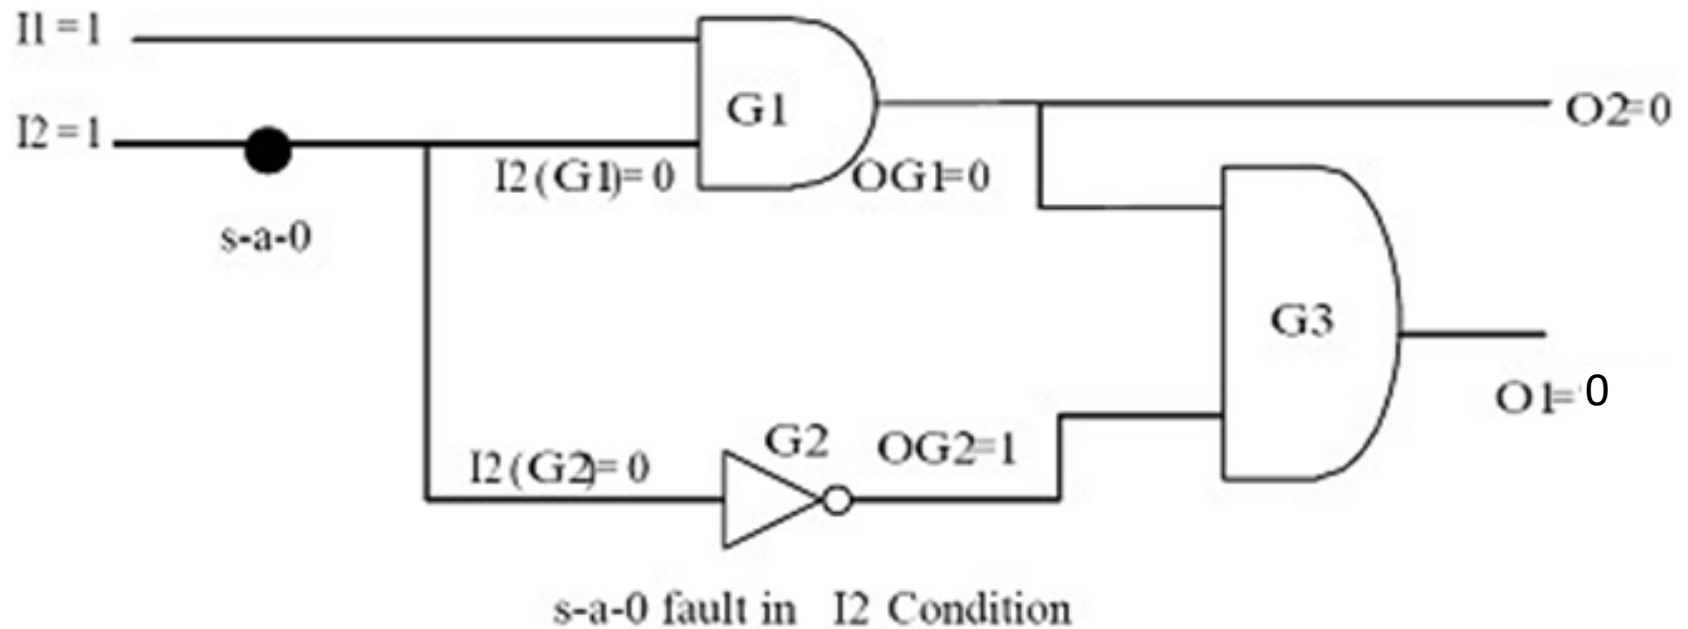 I1 = 1
G1
O2=0
I2 = 1
I2 (G1)= 0
OG1=0
s-a-0
G3
O1= 0
G2
OG2=1
I2 (G2)= 0
s-a-0 fault in I2 Condition